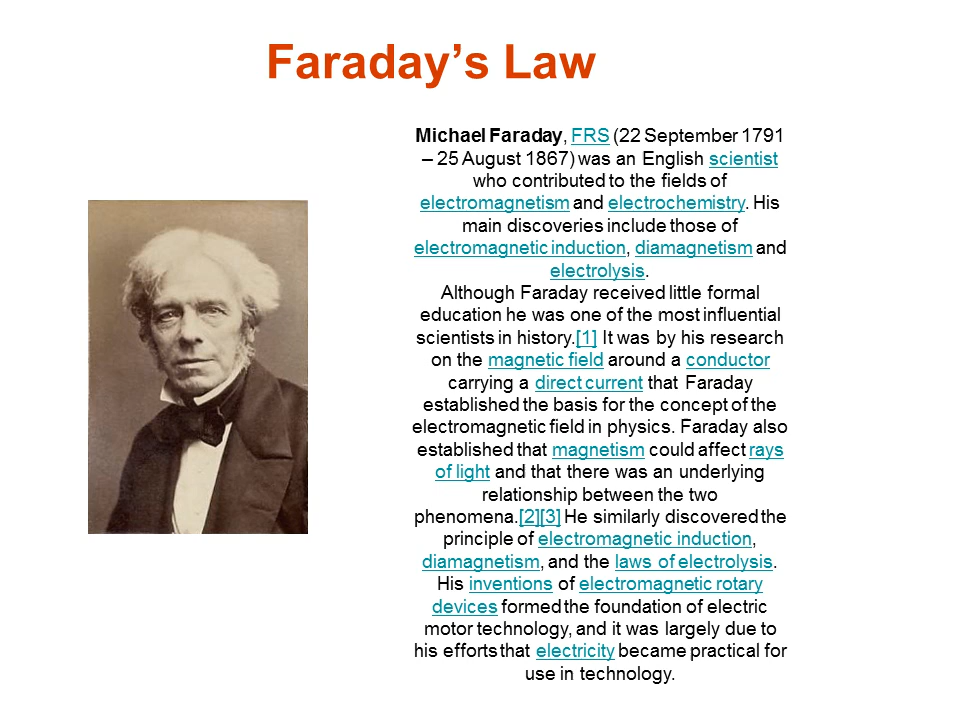 Faraday’s Law
Michael Faraday, FRS (22 September 1791
– 25 August 1867) was an English scientist
who contributed to the fields of
electromagnetism and electrochemistry. His
main discoveries include those of
electromagnetic induction, diamagnetism and
electrolysis.
Although Faraday received little formal
education he was one of the most influential
scientists in history.[1] It was by his research
on the magnetic field around a conductor
carrying a direct current that Faraday
established the basis for the concept of the
electromagnetic field in physics. Faraday also
established that magnetism could affect rays
of light and that there was an underlying
relationship between the two
phenomena.[2][3] He similarly discovered the
principle of electromagnetic induction,
diamagnetism, and the laws of electrolysis.
His inventions of electromagnetic rotary
devices formed the foundation of electric
motor technology, and it was largely due to
his efforts that electricity became practical for
use in technology.